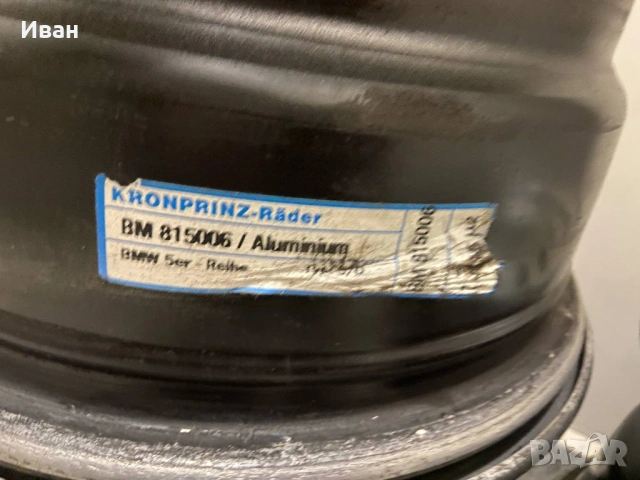 Иван
KRONPRINZ-Räder
BM 815006 / Aluminium
BMW 5er - Reihe
BM 815006
BAZAR